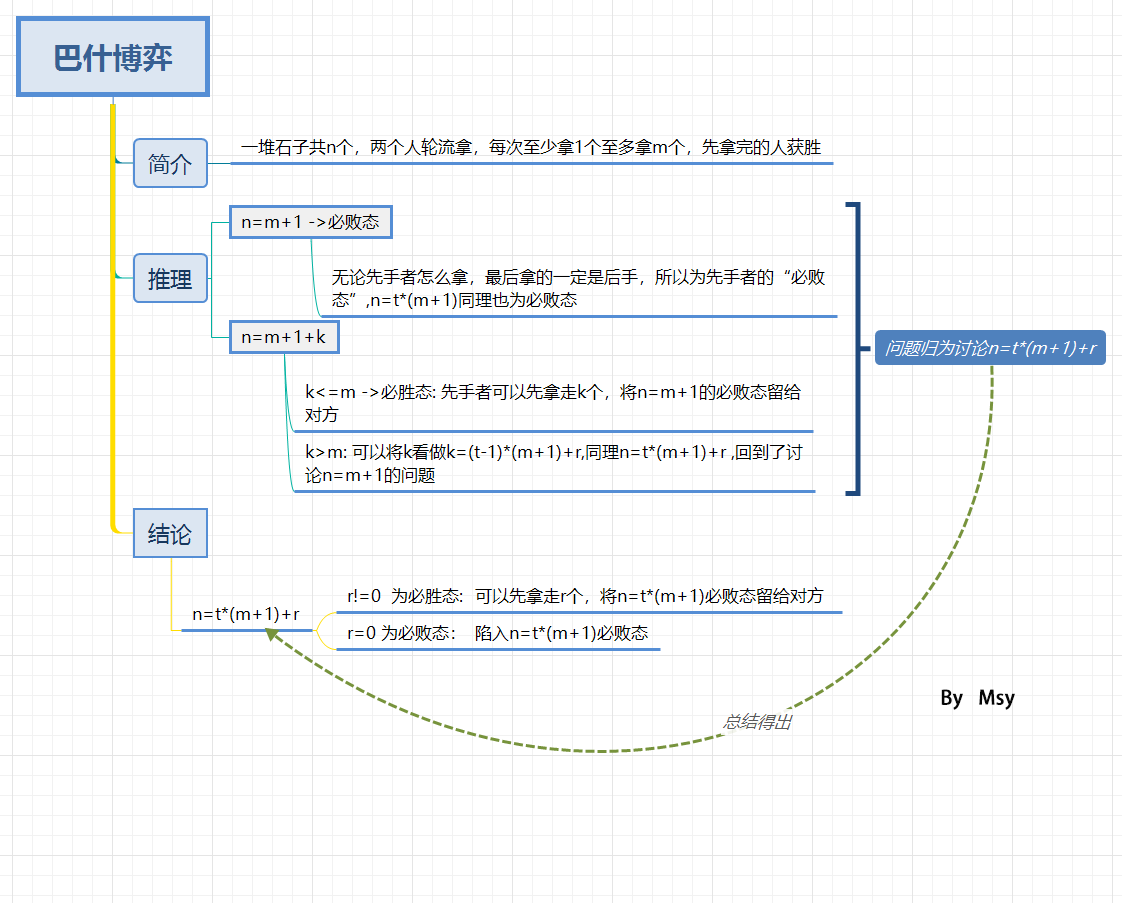 巴什博弈
简介
一堆石子共n个，两个人轮流拿，每次至少拿1个至多拿m个，先拿完的人获胜
推理
n=m+1 ->必败态
无论先手者怎么拿，最后拿的一定是后手，所以为先手者的“必败
态”,n=t*(m+1)同理也为必败态
n=m+1+k
k<=m ->必胜态: 先手者可以先拿走k个，将n=m+1的必败态留给
对方
k>m: 可以将k看做k=(t-1)*(m+1)+r,同理n=t*(m+1)+r ,回到了讨
论n=m+1的问题
问题归为讨论n=t*(m+1)+r
结论
n=t*(m+1)+r
r!=0 为必胜态: 可以先拿走r个，将n=t*(m+1)必败态留给对方
r=0 为必败态： 陷入n=t*(m+1)必败态
总结得出
By Msy